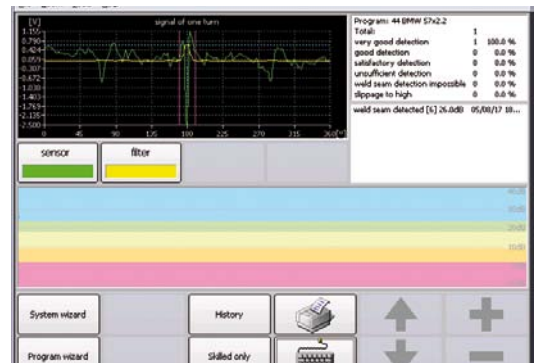 [V]
signal of one turn
1.155
0.790
0.424
0.059
-0.307
-0.672
-1.038
-1.403
-1.769
-2.135
-2.500
0 45 90 135 180 225 270 315 360[°]
Program: 44 BMW 57x2.2
Total: 1
very good detection 1 100.0 %
good detection 0 0.0 %
satisfactory detection 0 0.0 %
unsufficient detection 0 0.0 %
weld seam detection impossible 0 0.0 %
slippage to high 0 0.0 %
weld seam detected [6] 26.0dB 05/08/17 18...
sensor
filter
40dB
30dB
20dB
10dB
System wizard
History
Program wizard
Skilled only